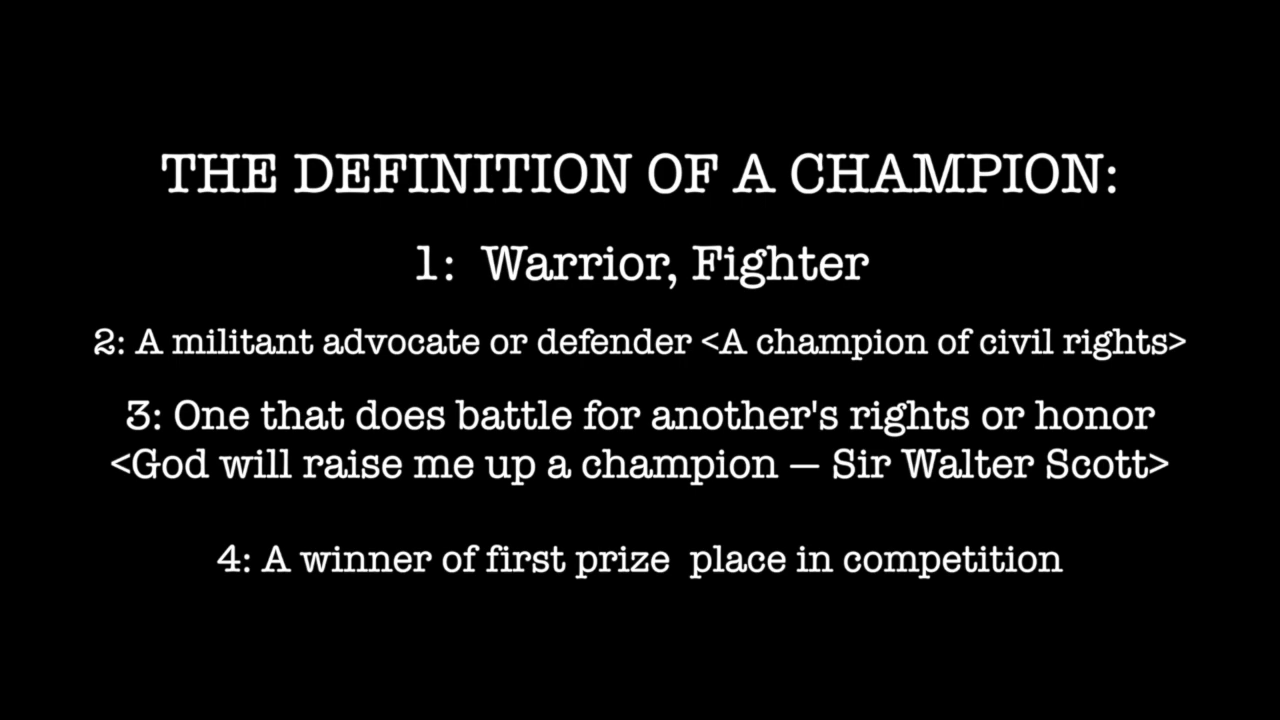 THE DEFINITION OF A CHAMPION:
1:  Warrior, Fighter
2: A militant advocate or defender <A champion of civil rights>
3: One that does battle for another's rights or honor
<God will raise me up a champion — Sir Walter Scott>
4: A winner of first prize  place in competition